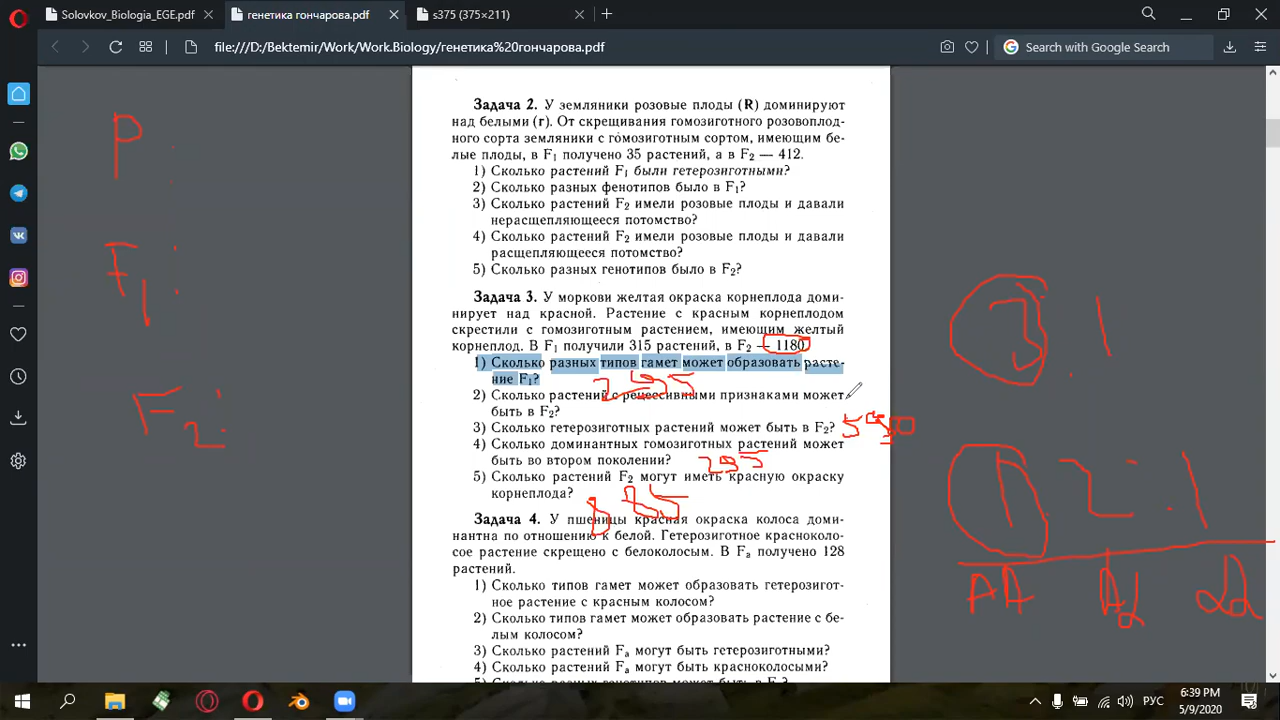 Solovkov_Biologia_EGE.pdf
генетика гончарова.pdf
s375 (375×211)
file:///D:/Bektemir/Work/Work.Biology/генетика%20гончарова.pdf
Search with Google
Задача 2. У земляники розовые плоды (R) доминируют
над белыми (r). От скрещивания гомозиготного розовоплод-
ного сорта земляники с гомозиготным сортом, имеющим бе-
лые плоды, в F1 получено 35 растений, а в F2 — 412.
1) Сколько растений F1 были гетерозиготными?
2) Сколько разных фенотипов было в F1?
3) Сколько растений F2 имели розовые плоды и давали
нерасщепляющееся потомство?
4) Сколько растений F2 имели розовые плоды и давали
расщепляющееся потомство?
5) Сколько разных генотипов было в F2?
Задача 3. У моркови желтая окраска корнеплода доми-
нирует над красной. Растение с красным корнеплодом
скрестили с гомозиготным растением, имеющим желтый
корнеплод. В F1 получили 315 растений, в F2 — 1180.
1) Сколько разных типов гамет может образовать расте-
ние F1?
2) Сколько растений с рецессивными признаками может
быть в F2?
3) Сколько гетерозиготных растений может быть в F2?
590
4) Сколько доминантных гомозиготных растений может
быть во втором поколении?
295
5) Сколько растений F2 могут иметь красную окраску
корнеплода?
885
Задача 4. У пшеницы красная окраска колоса доми-
нантна по отношению к белой. Гетерозиготное красноколо-
сое растение скрещено с белоколосым. В Fa получено 128
растений.
1) Сколько типов гамет может образовать гетерозигот-
ное растение с красным колосом?
2) Сколько типов гамет может образовать растение с бе-
лым колосом?
3) Сколько растений Fa могут быть гетерозиготными?
4) Сколько растений Fa могут быть красноколосыми?
P:
F1:
F2:
3:1
1:2:1
AA Aa aa
РУС
6:39 PM
5/9/2020